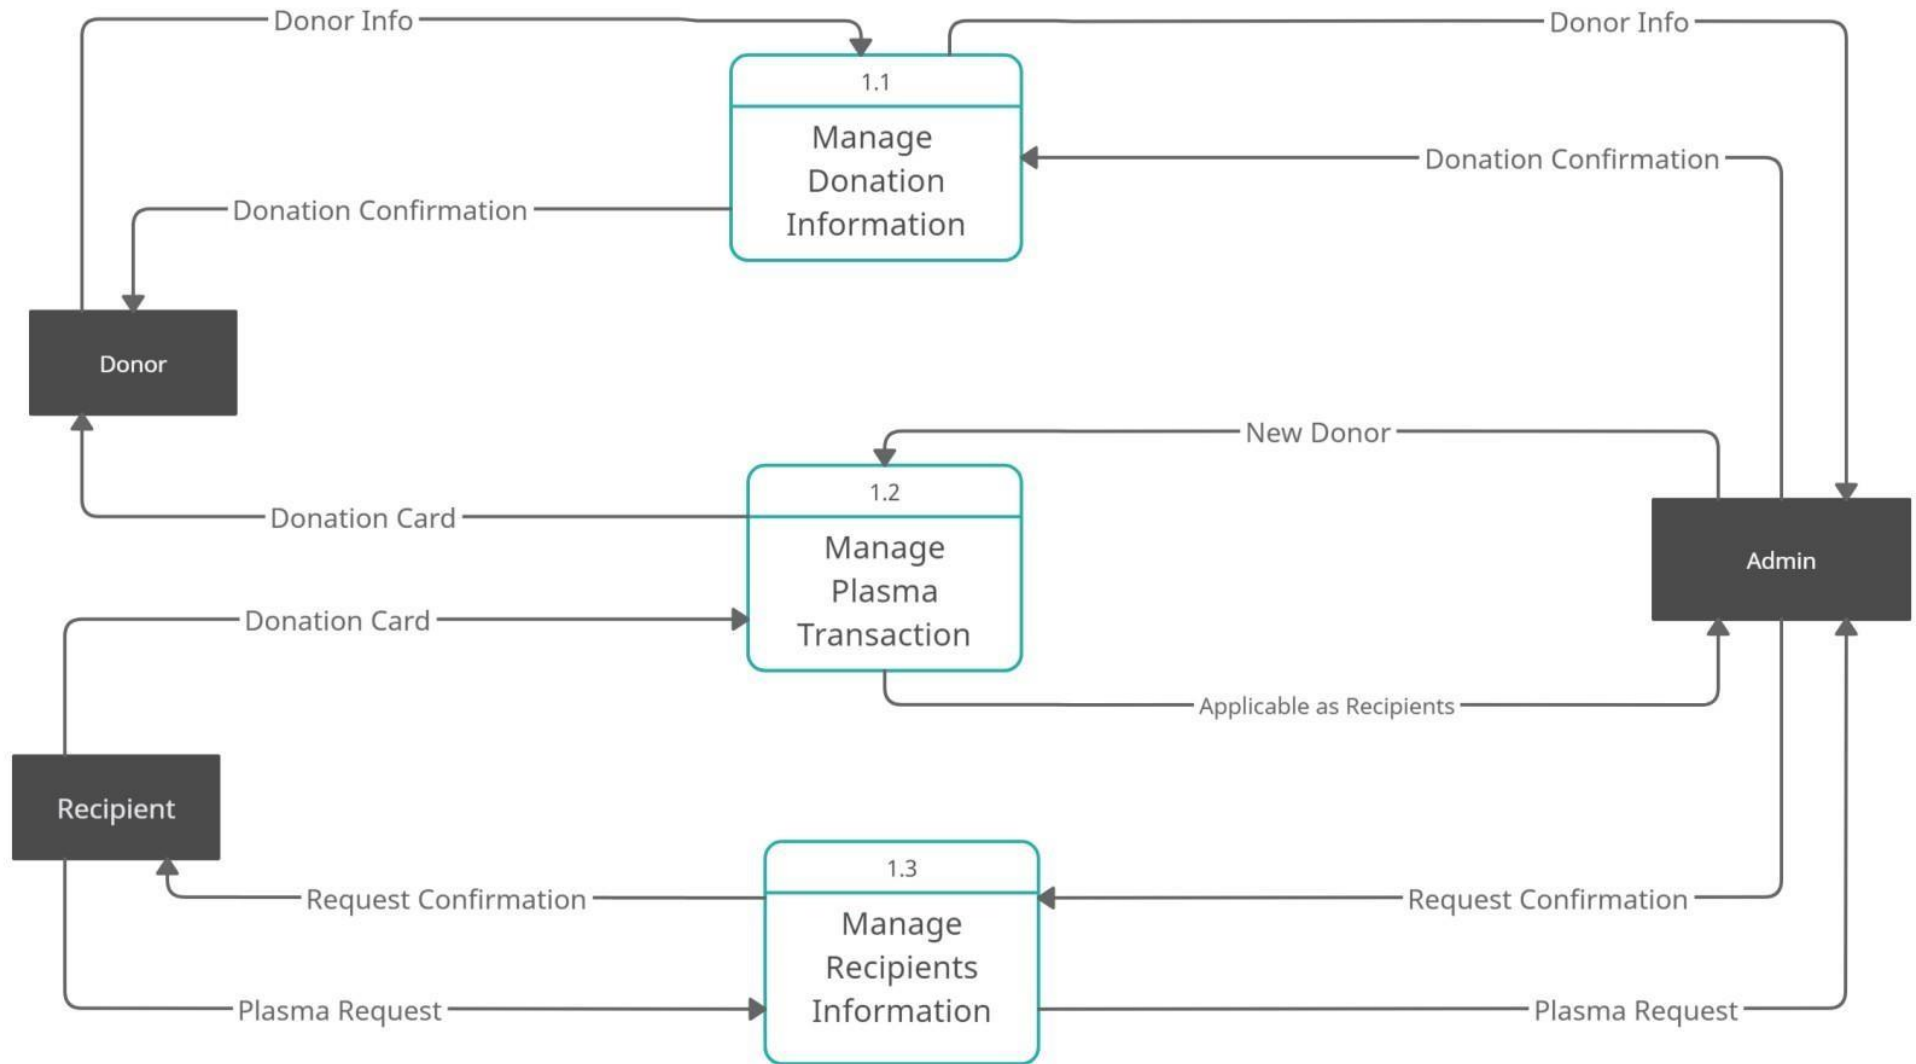 Donor Info
Donor Info
1.1
Manage
Donation
Information
Donation Confirmation
Donation Confirmation
Donor
New Donor
1.2
Manage
Plasma
Transaction
Donation Card
Admin
Donation Card
Applicable as Recipients
Recipient
1.3
Manage
Recipients
Information
Request Confirmation
Request Confirmation
Plasma Request
Plasma Request